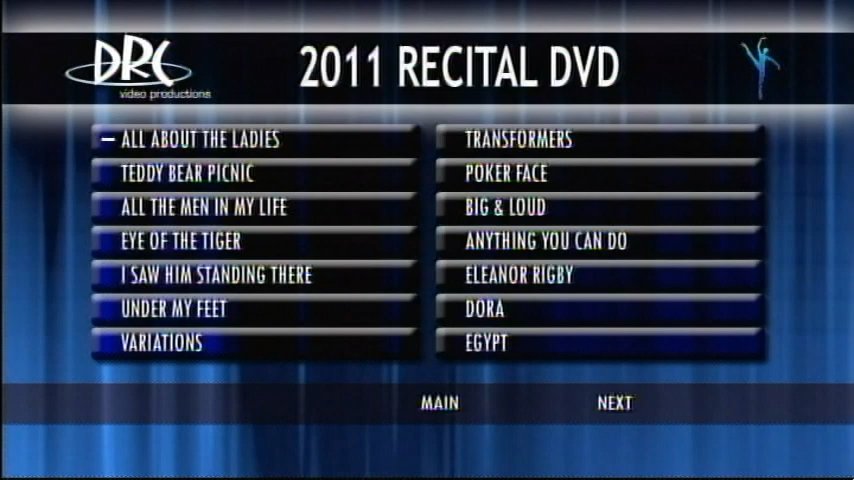 DRC
video productions
2011 RECITAL DVD
ALL ABOUT THE LADIES
TEDDY BEAR PICNIC
ALL THE MEN IN MY LIFE
EYE OF THE TIGER
I SAW HIM STANDING THERE
UNDER MY FEET
VARIATIONS
TRANSFORMERS
POKER FACE
BIG & LOUD
ANYTHING YOU CAN DO
ELEANOR RIGBY
DORA
EGYPT
MAIN
NEXT